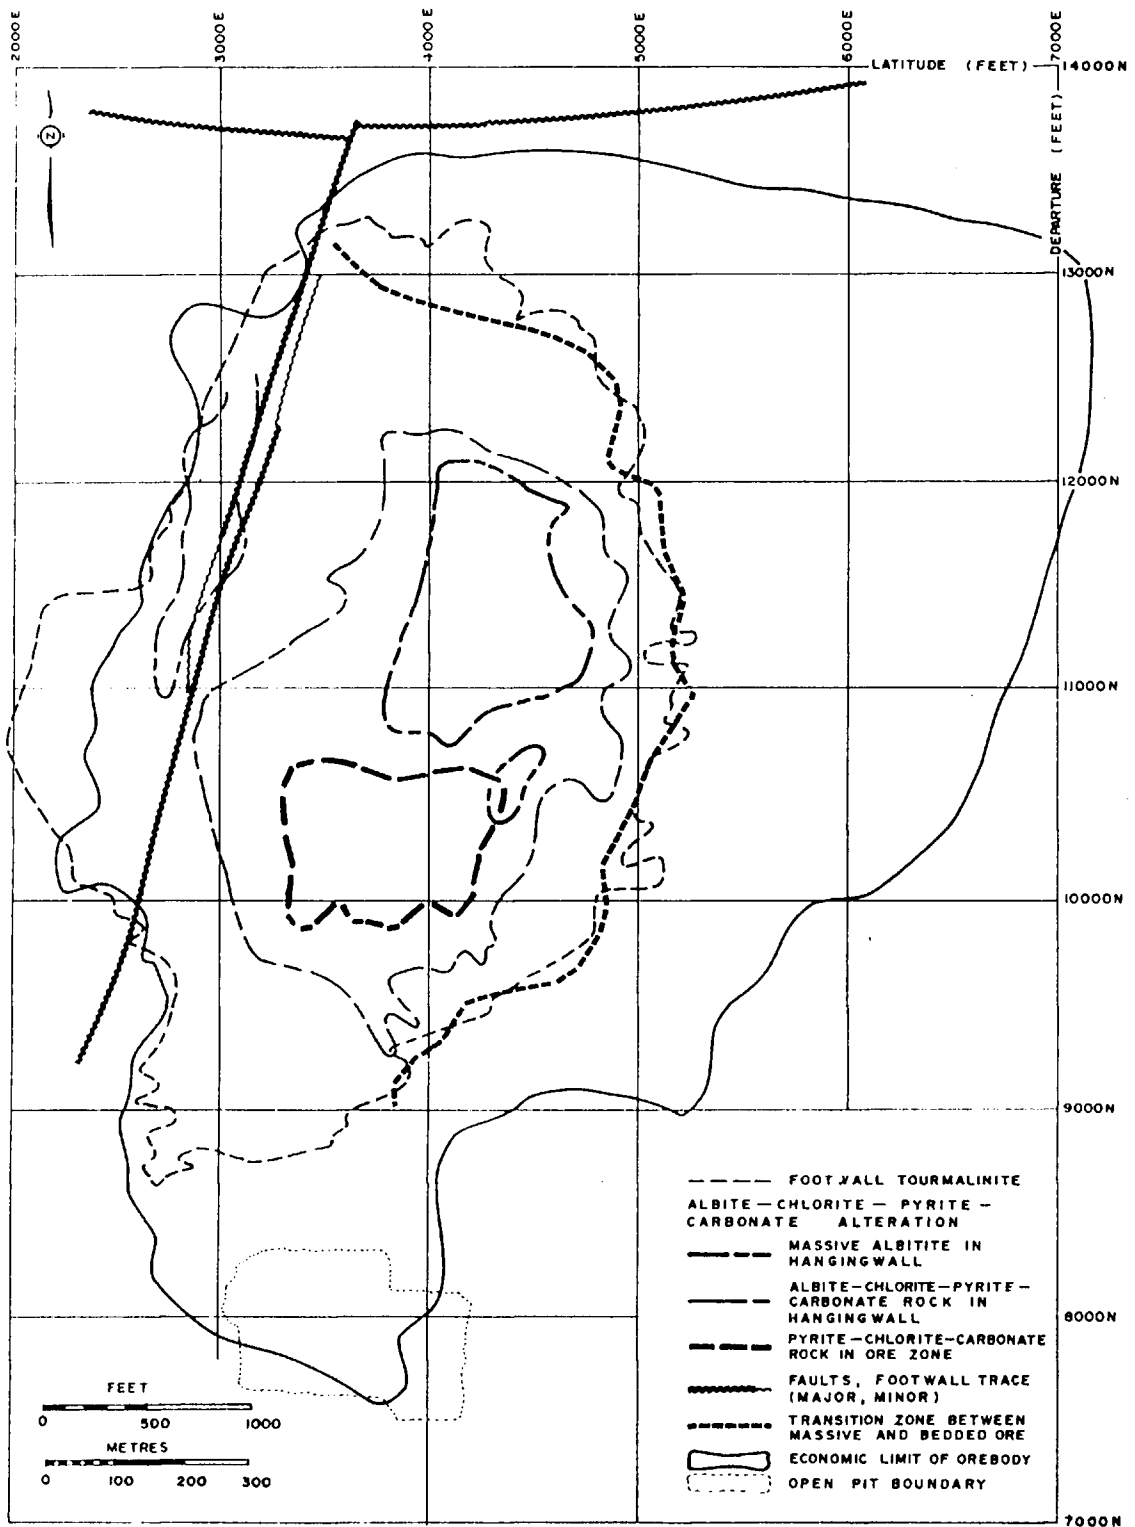 2000E
3000E
4000E
5000E
6000E
7000E
LATITUDE (FEET)
14000N
DEPARTURE (FEET)
N
13000N
12000N
11000N
10000N
9000N
8000N
7000N
FOOTWALL TOURMALINITE
ALBITE-CHLORITE-PYRITE-
CARBONATE ALTERATION
MASSIVE ALBITITE IN
HANGINGWALL
ALBITE-CHLORITE-PYRITE-
CARBONATE ROCK IN
HANGINGWALL
PYRITE-CHLORITE-CARBONATE
ROCK IN ORE ZONE
FAULTS, FOOTWALL TRACE
(MAJOR, MINOR)
TRANSITION ZONE BETWEEN
MASSIVE AND BEDDED ORE
ECONOMIC LIMIT OF OREBODY
OPEN PIT BOUNDARY
FEET
0 500 1000
METRES
0 100 200 300